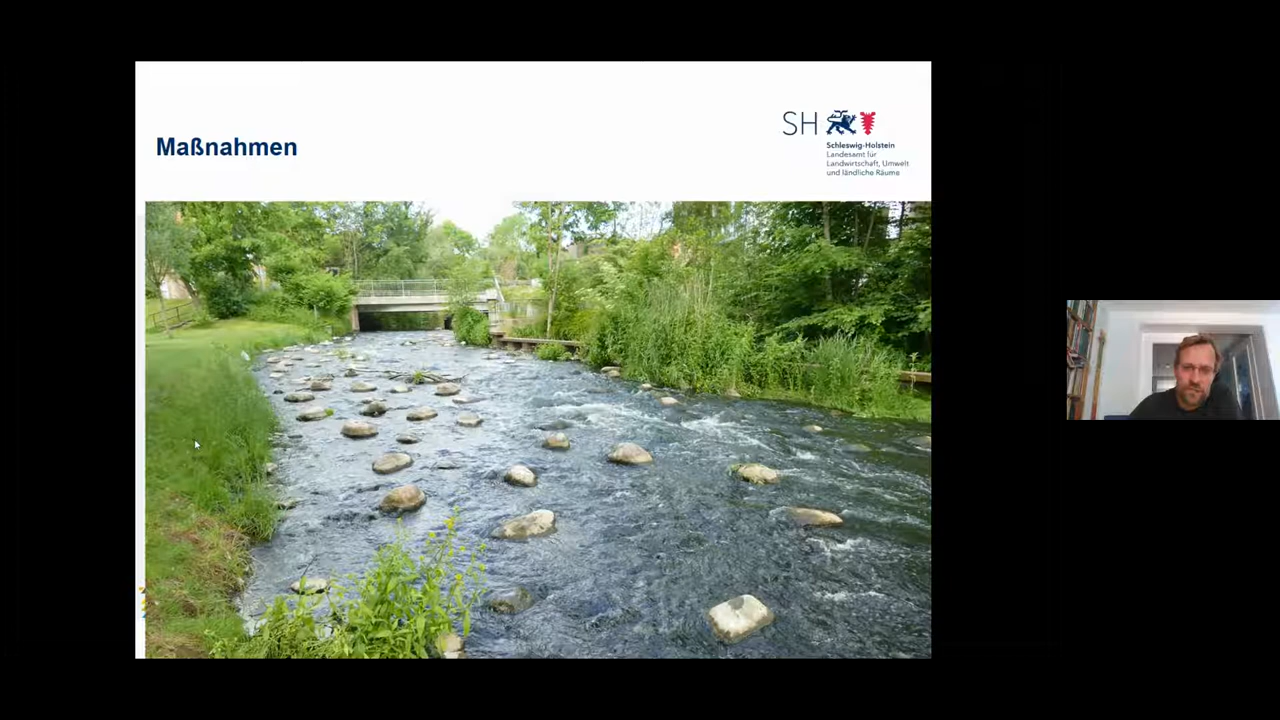 Maßnahmen
SH
Schleswig-Holstein
Landesamt für
Landwirtschaft, Umwelt
und ländliche Räume